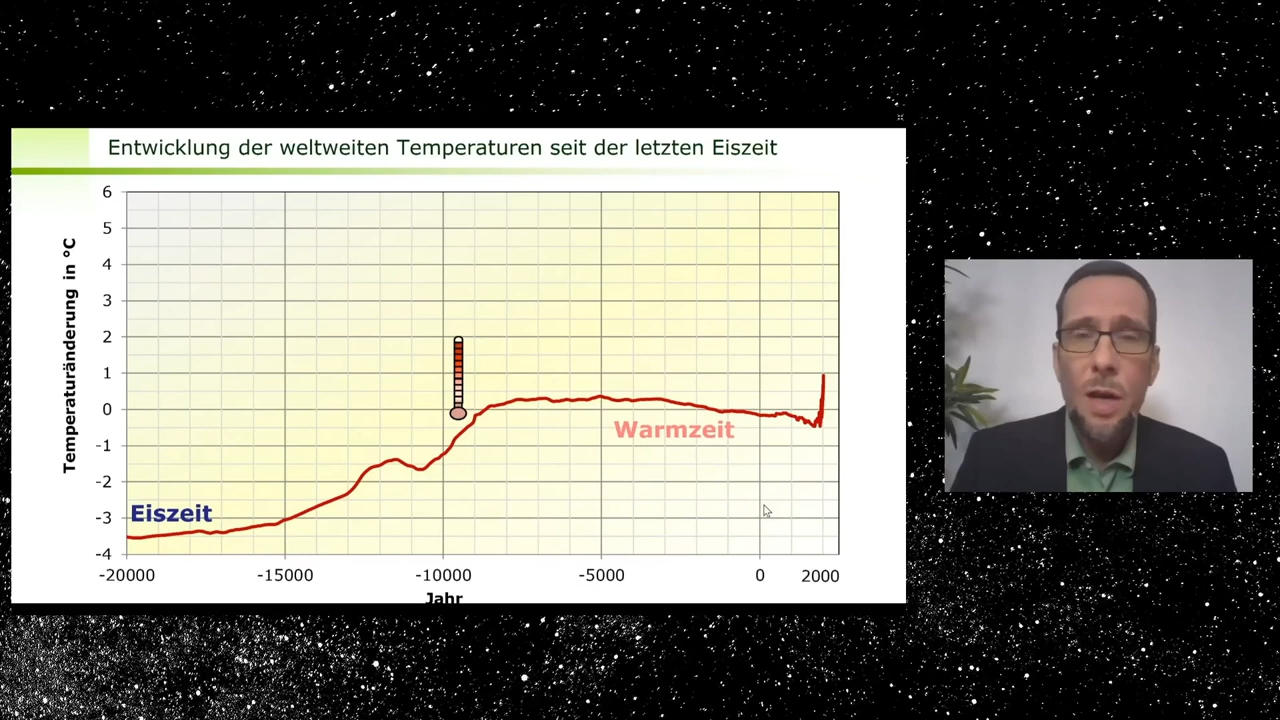 Entwicklung der weltweiten Temperaturen seit der letzten Eiszeit
Temperaturänderung in °C
6
5
4
3
2
1
0
-1
-2
-3
-4
Warmzeit
Eiszeit
-20000 -15000 -10000 -5000 0 2000
Jahr